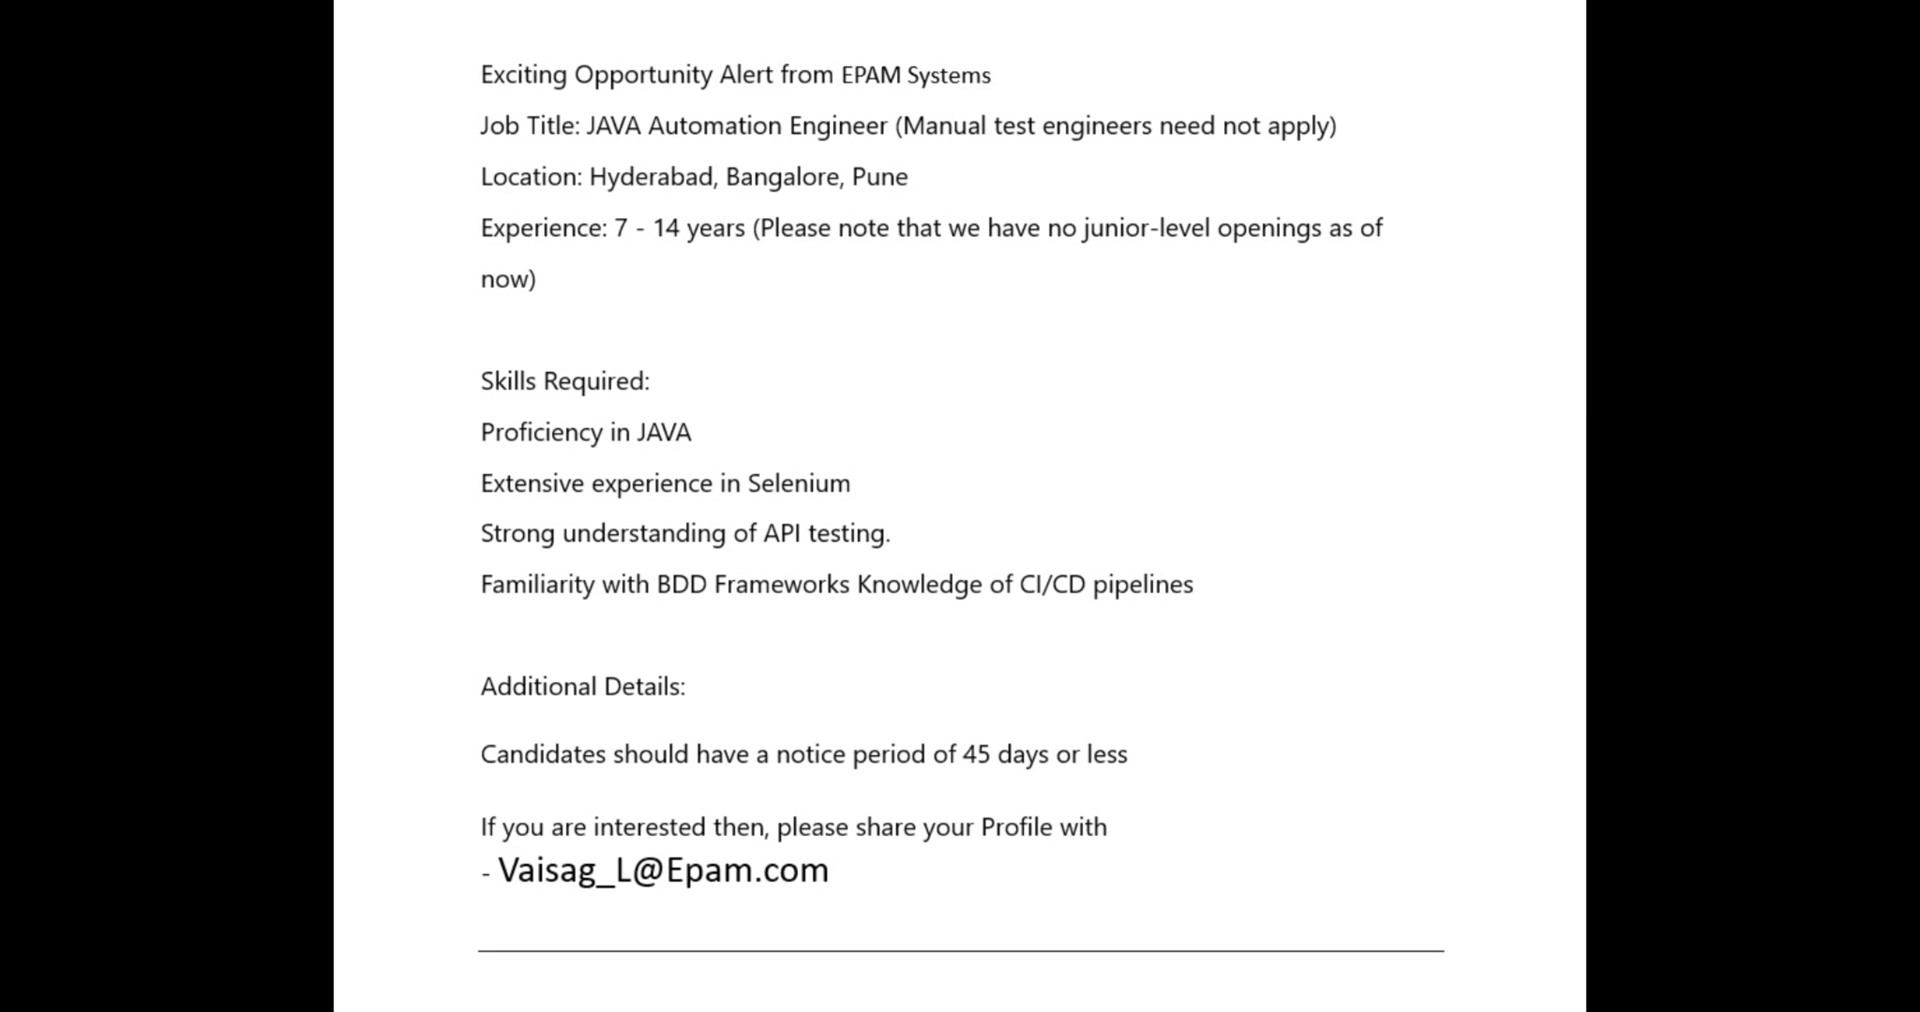 Exciting Opportunity Alert from EPAM Systems
Job Title: JAVA Automation Engineer (Manual test engineers need not apply)
Location: Hyderabad, Bangalore, Pune
Experience: 7 - 14 years (Please note that we have no junior-level openings as of
now)
Skills Required:
Proficiency in JAVA
Extensive experience in Selenium
Strong understanding of API testing.
Familiarity with BDD Frameworks Knowledge of CI/CD pipelines
Additional Details:
Candidates should have a notice period of 45 days or less
If you are interested then, please share your Profile with
- Vaisag_L@Epam.com